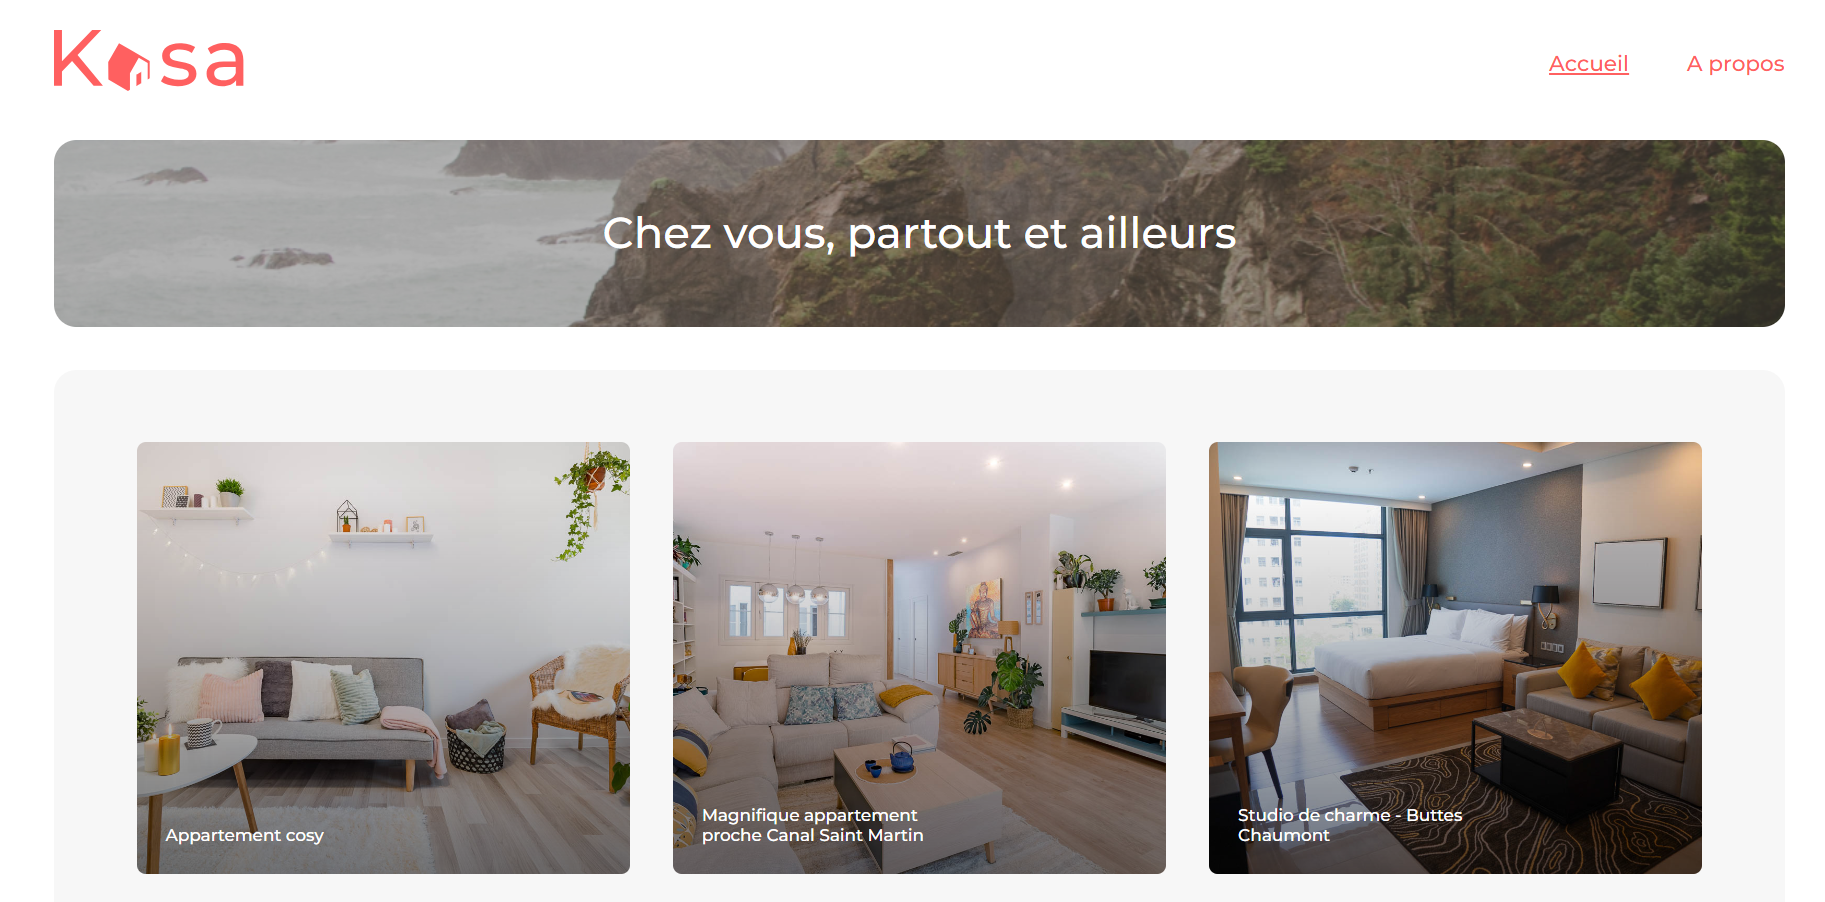 Kasa
Accueil
A propos
Chez vous, partout et ailleurs
Appartement cosy
Magnifique appartement
proche Canal Saint Martin
Studio de charme - Buttes
Chaumont